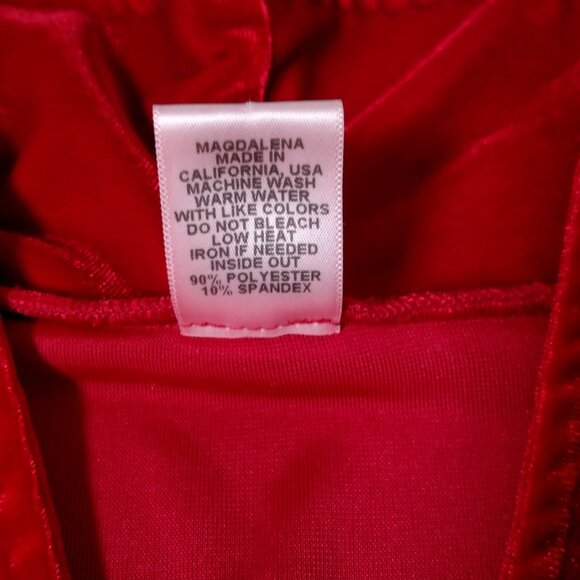 MAGDALENA
MADE IN
CALIFORNIA, USA
MACHINE WASH
WARM WATER
WITH LIKE COLORS
DO NOT BLEACH
LOW HEAT
IRON IF NEEDED
INSIDE OUT
90% POLYESTER
10% SPANDEX